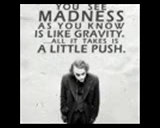 YOU SEE
MADNESS
AS YOU KNOW
IS LIKE GRAVITY.
...ALL IT TAKES IS
A LITTLE PUSH.